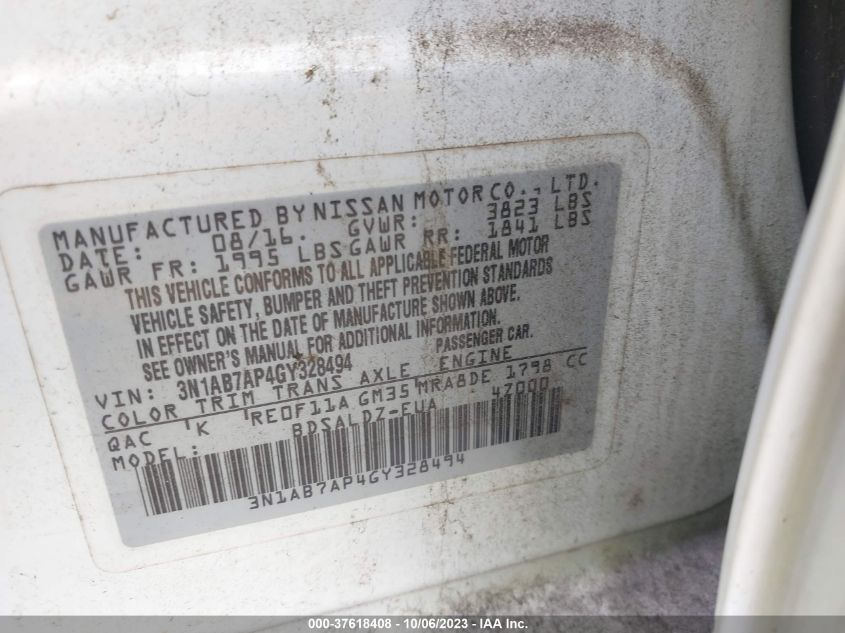 MANUFACTURED BY NISSAN MOTOR CO., LTD.
DATE: 08/16. GVWR: 3823 LBS
GAWR FR: 1995 LBS GAWR RR: 1841 LBS
THIS VEHICLE CONFORMS TO ALL APPLICABLE FEDERAL MOTOR
VEHICLE SAFETY, BUMPER AND THEFT PREVENTION STANDARDS
IN EFFECT ON THE DATE OF MANUFACTURE SHOWN ABOVE.
SEE OWNER'S MANUAL FOR ADDITIONAL INFORMATION.
VIN: 3N1AB7AP4GY328494 PASSENGER CAR.
COLOR TRIM TRANS AXLE ENGINE
QAC 'K 'RE0F11A GM35 MRA8DE 1798 CC
MODEL: BDSALDZ-EUA 4Z000
3N1AB7AP4GY328494
000-37618408 - 10/06/2023 - IAA Inc.